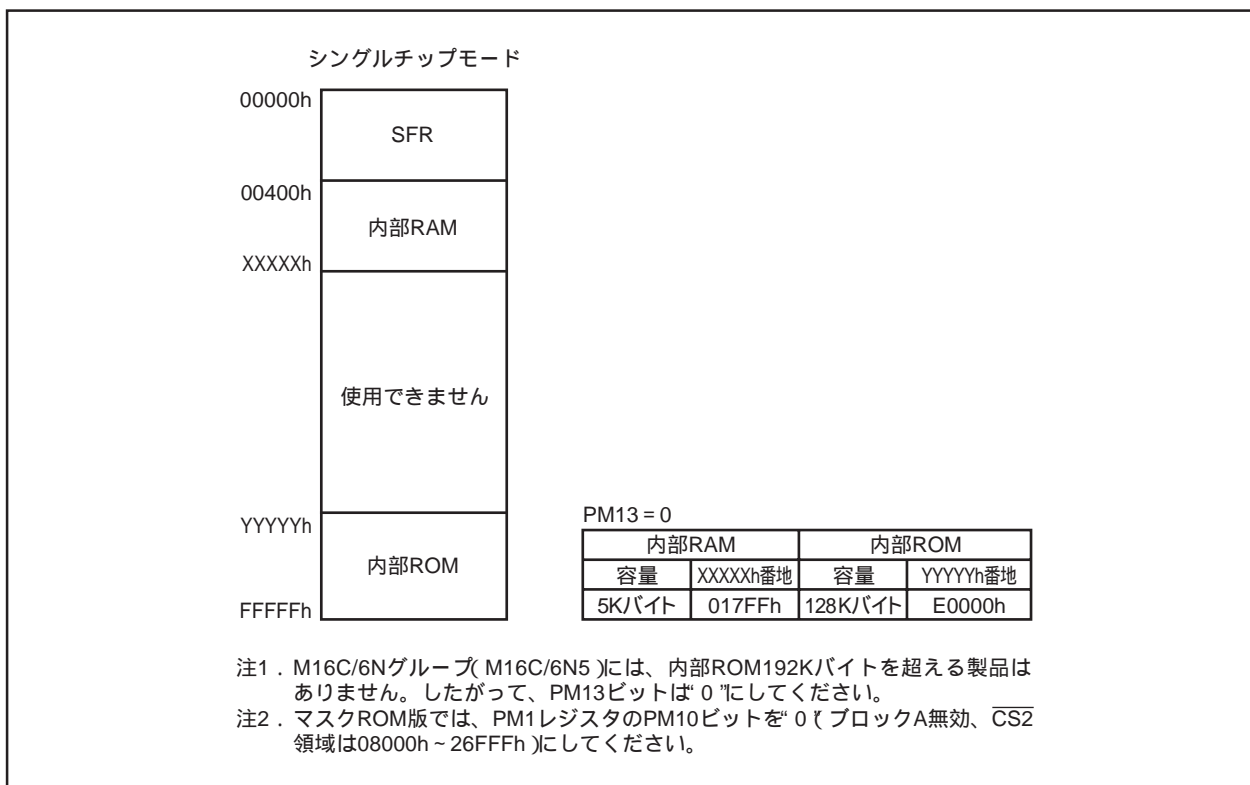 シングルチップモード
00000h
SFR
00400h
内部RAM
XXXXXh
使用できません
YYYYYh
内部ROM
FFFFFh
PM13 = 0
内部RAM 内部ROM
容量 XXXXXh番地 容量 YYYYYh番地
5Kバイト 017FFh 128Kバイト E0000h
注1．M16C/6Nグループ( M16C/6N5 )には、内部ROM192Kバイトを超える製品は
ありません。したがって、PM13ビットは“ 0 ”にしてください。
注2．マスクROM版では、PM1レジスタのPM10ビットを“ 0 ”( ブロックA無効、CS2
領域は08000h ~ 26FFFh )にしてください。